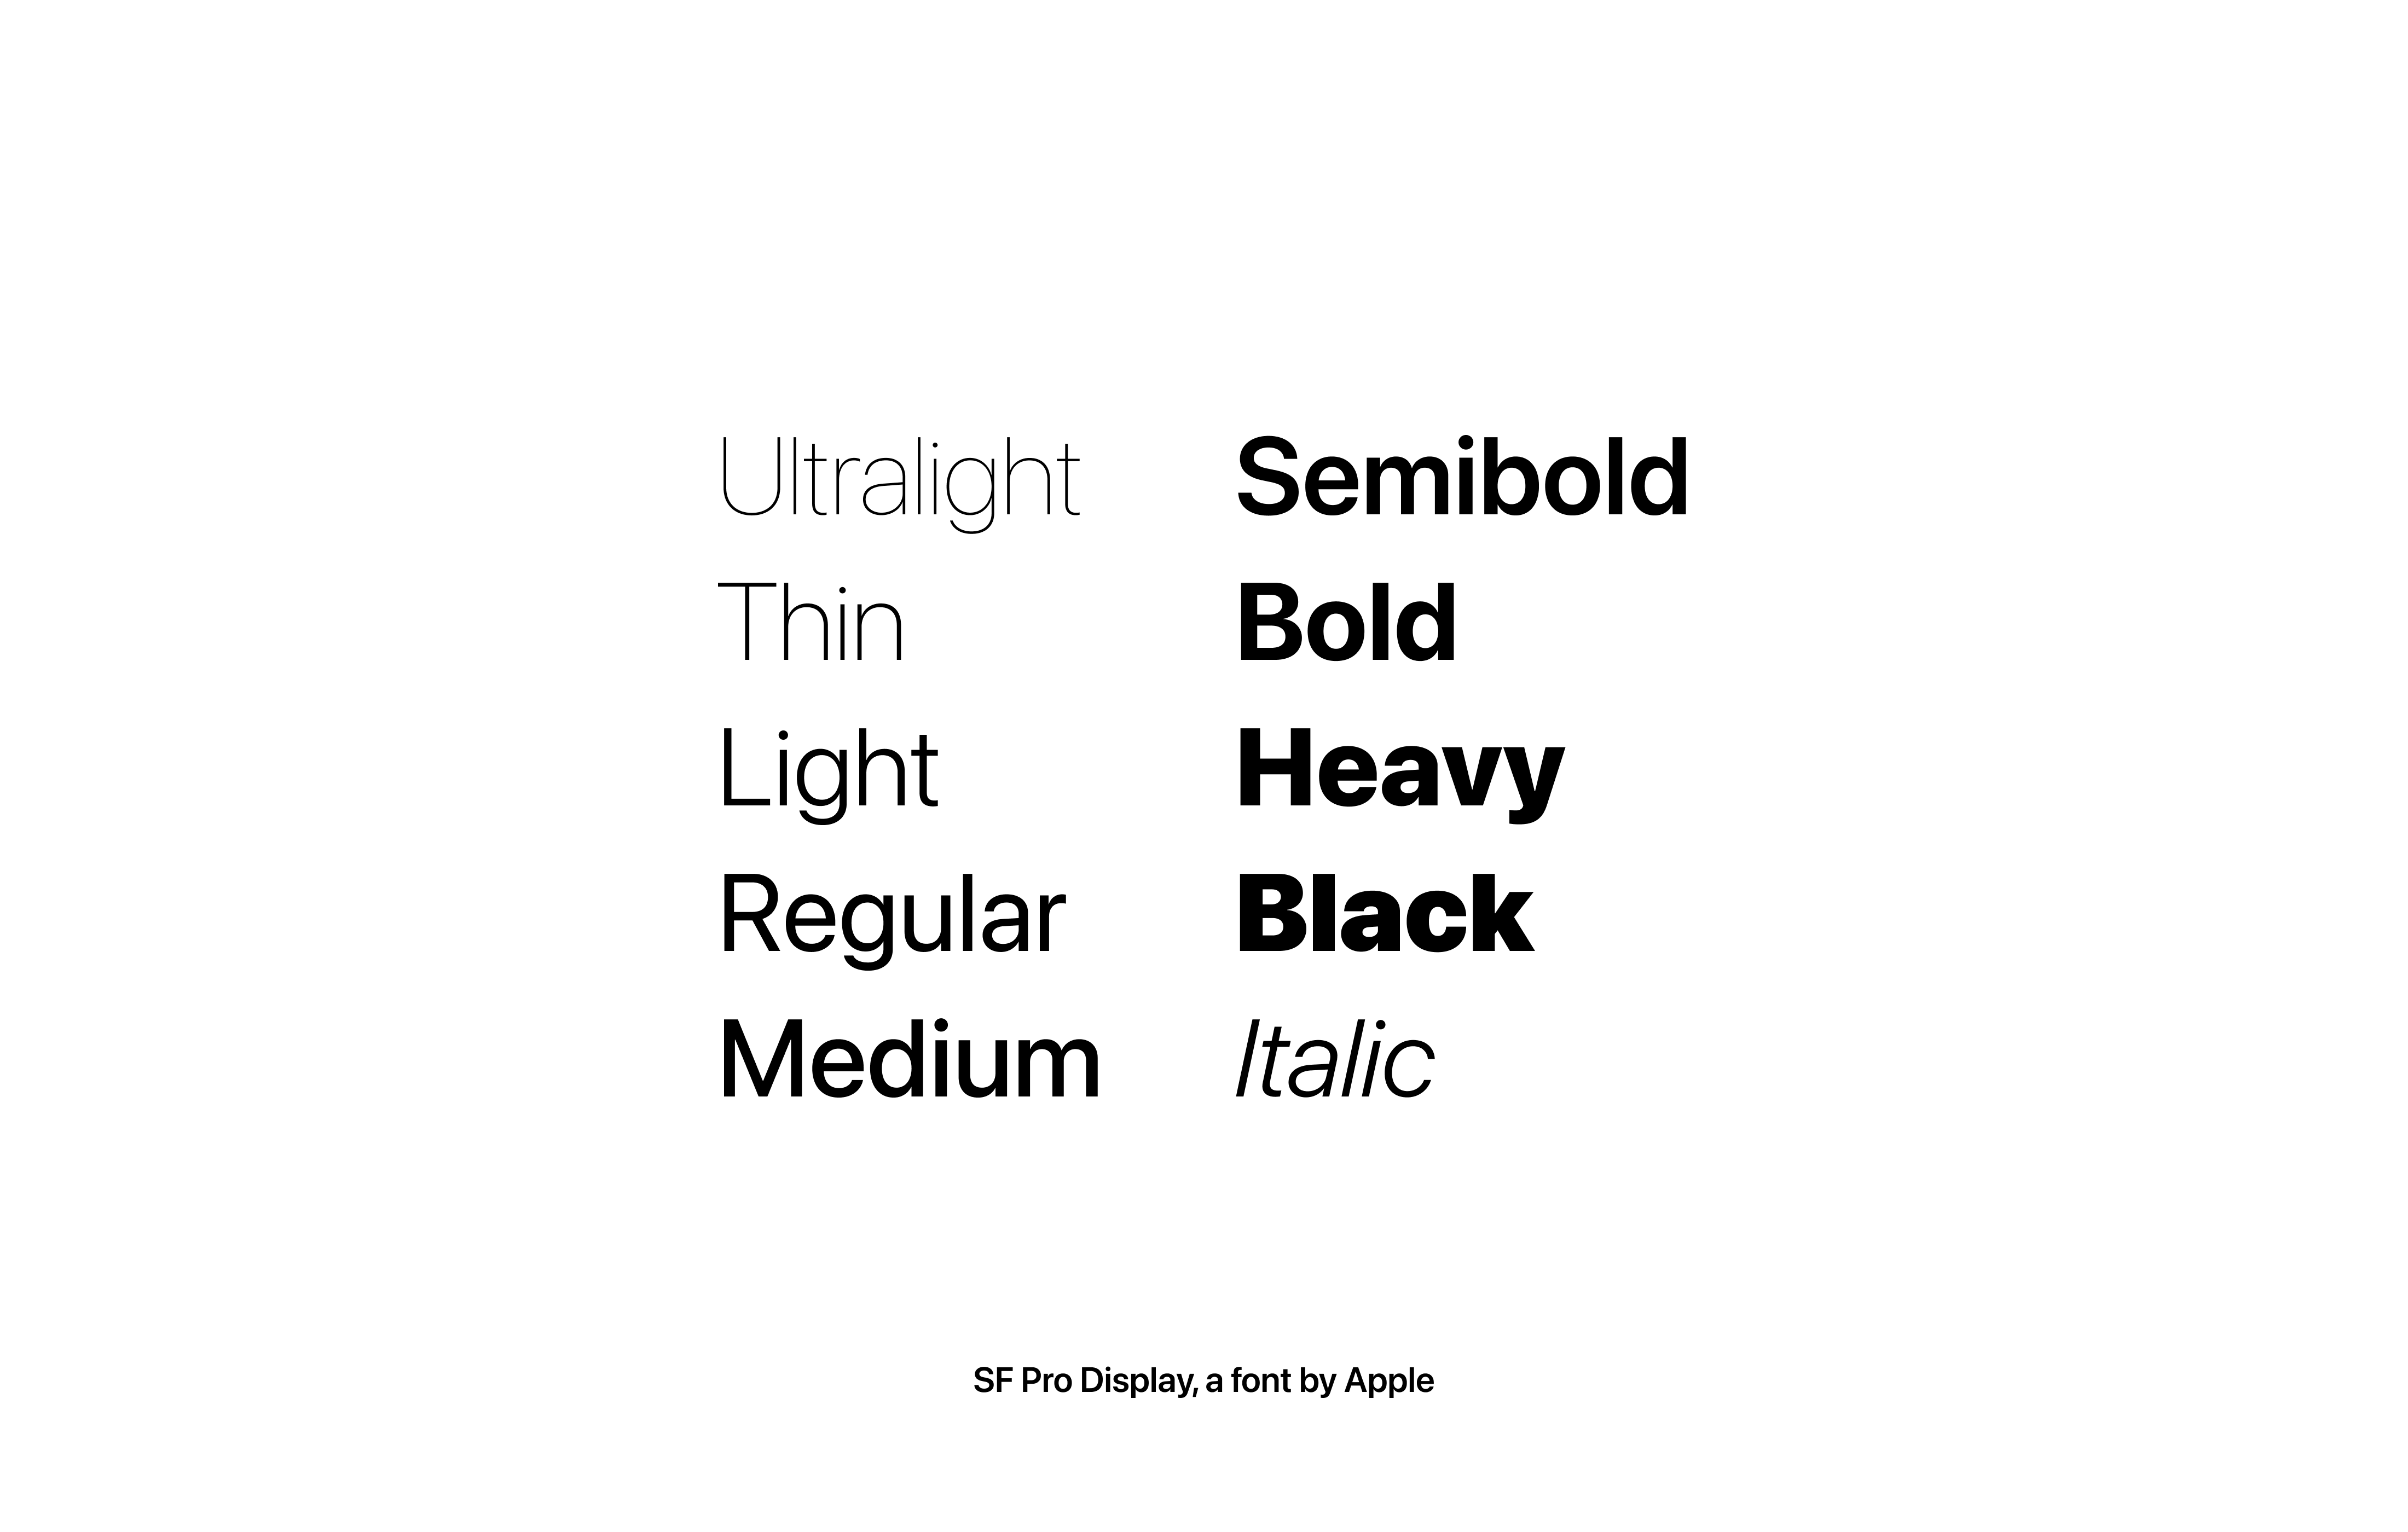 Ultralight
Thin
Light
Regular
Medium
Semibold
Bold
Heavy
Black
Italic
SF Pro Display, a font by Apple